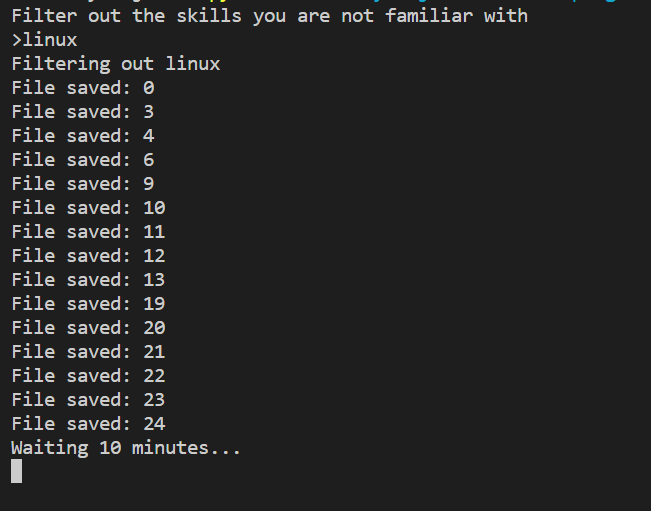 Filter out the skills you are not familiar with
>linux
Filtering out linux
File saved: 0
File saved: 3
File saved: 4
File saved: 6
File saved: 9
File saved: 10
File saved: 11
File saved: 12
File saved: 13
File saved: 19
File saved: 20
File saved: 21
File saved: 22
File saved: 23
File saved: 24
Waiting 10 minutes...